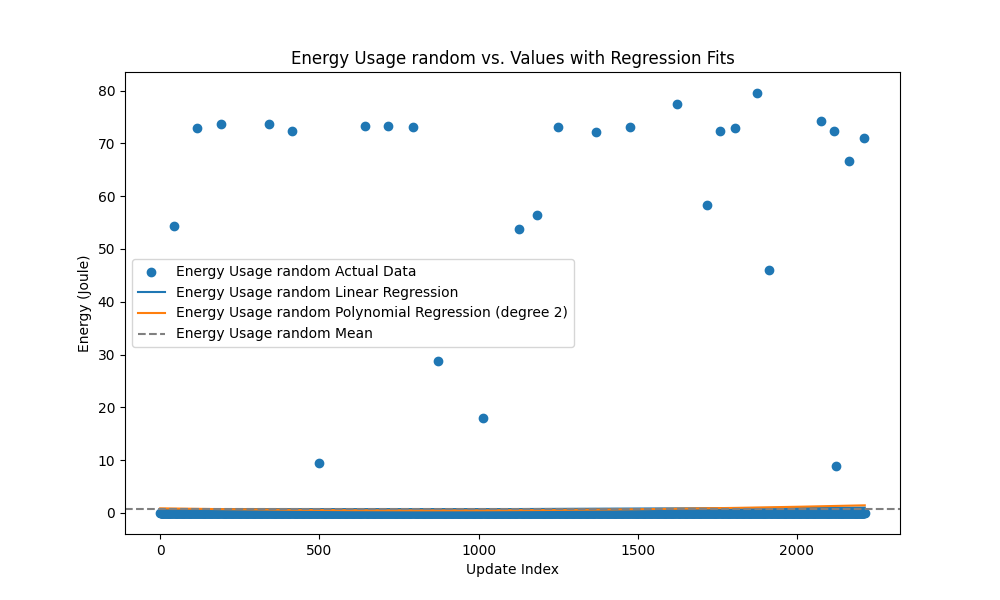 Energy Usage random vs. Values with Regression Fits
80
70
60
50
40
30
20
10
0
Energy (Joule)
Energy Usage random Actual Data
Energy Usage random Linear Regression
Energy Usage random Polynomial Regression (degree 2)
Energy Usage random Mean
0 500 1000 1500 2000
Update Index